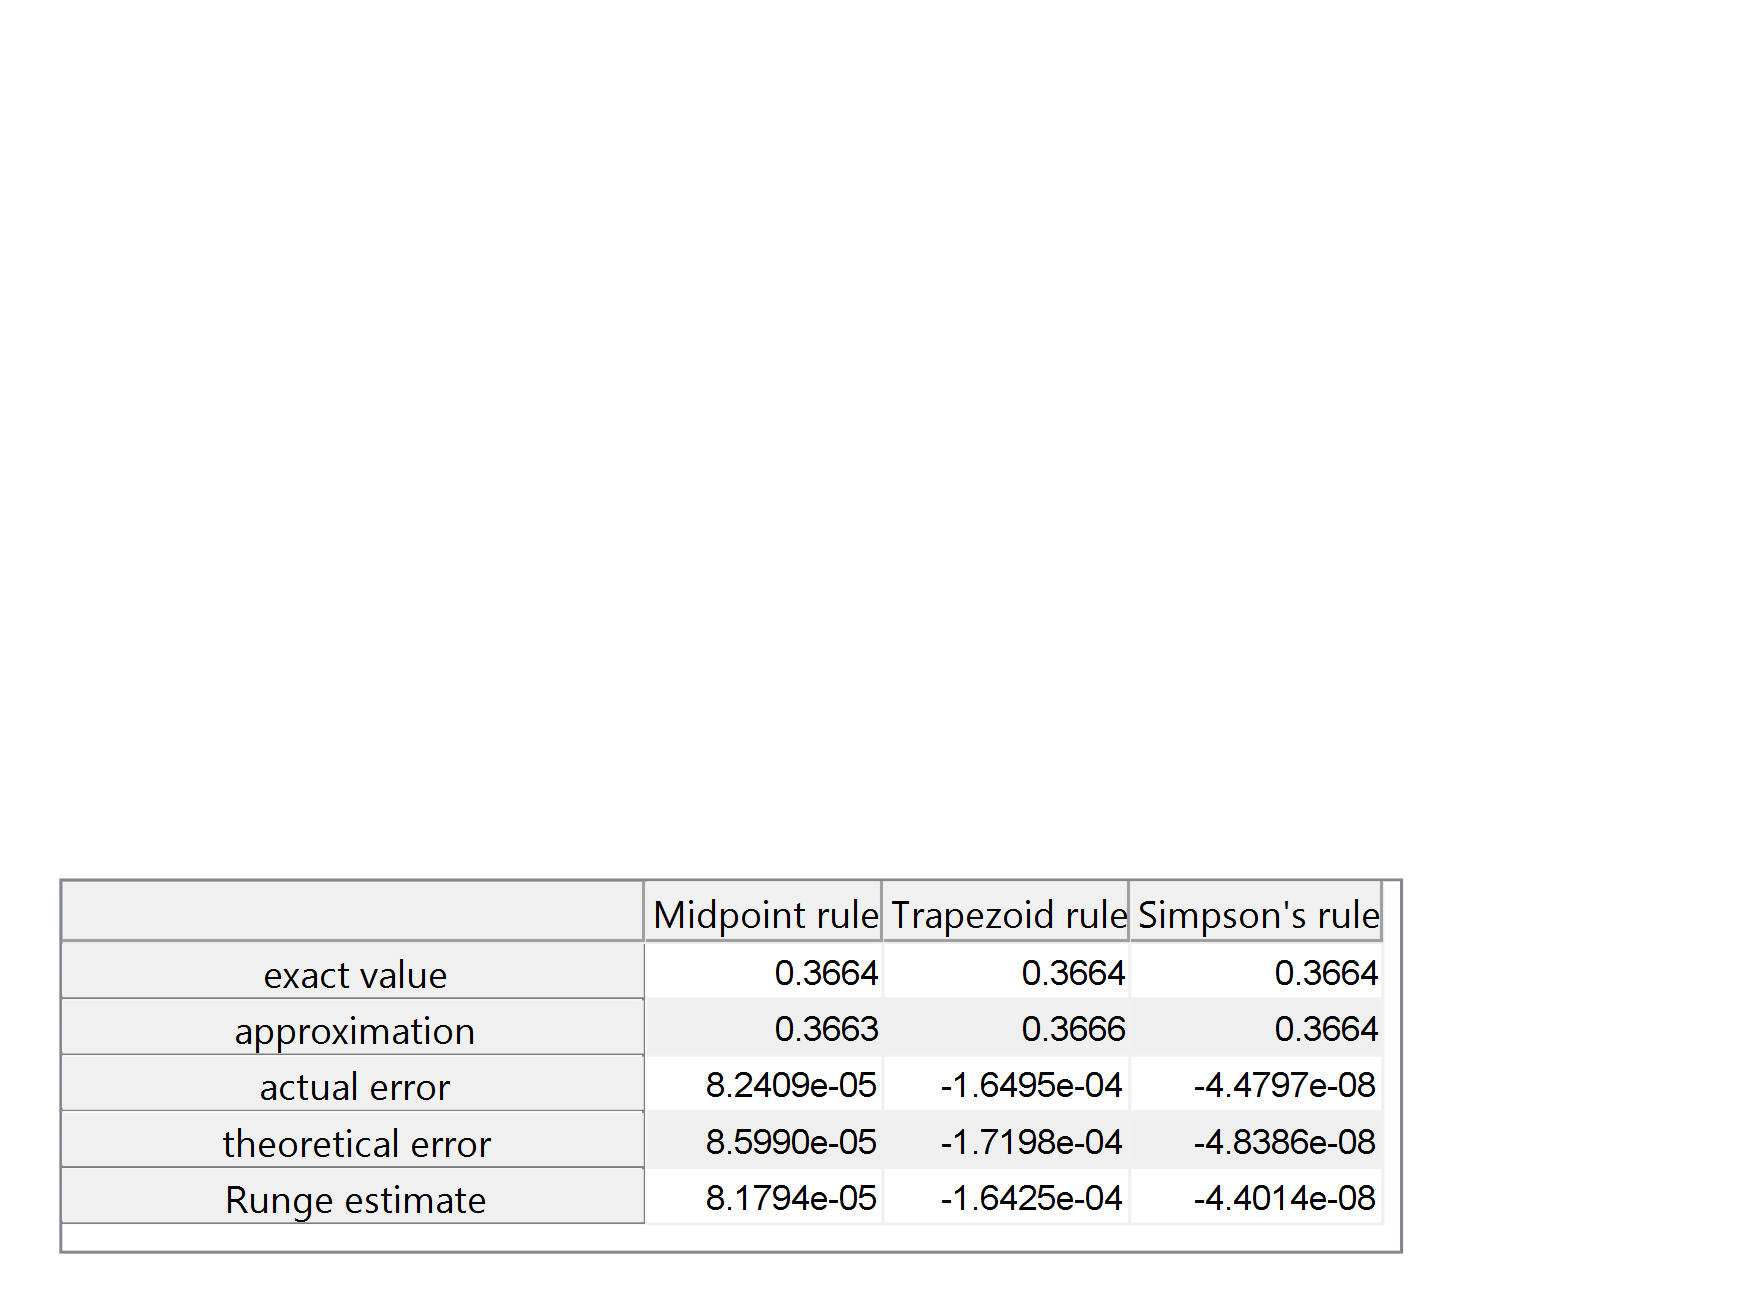 Midpoint rule Trapezoid rule Simpson's rule
exact value 0.3664 0.3664 0.3664
approximation 0.3663 0.3666 0.3664
actual error 8.2409e-05 -1.6495e-04 -4.4797e-08
theoretical error 8.5990e-05 -1.7198e-04 -4.8386e-08
Runge estimate 8.1794e-05 -1.6425e-04 -4.4014e-08